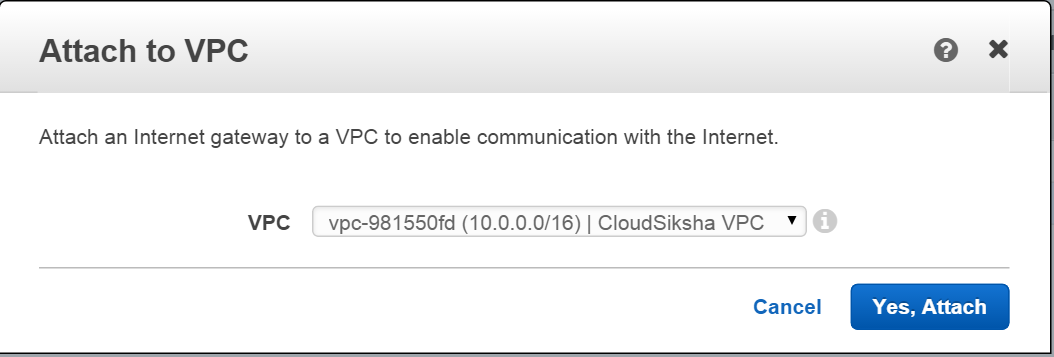 Attach to VPC
Attach an Internet gateway to a VPC to enable communication with the Internet.
VPC vpc-981550fd (10.0.0.0/16) | CloudSiksha VPC
Cancel Yes, Attach